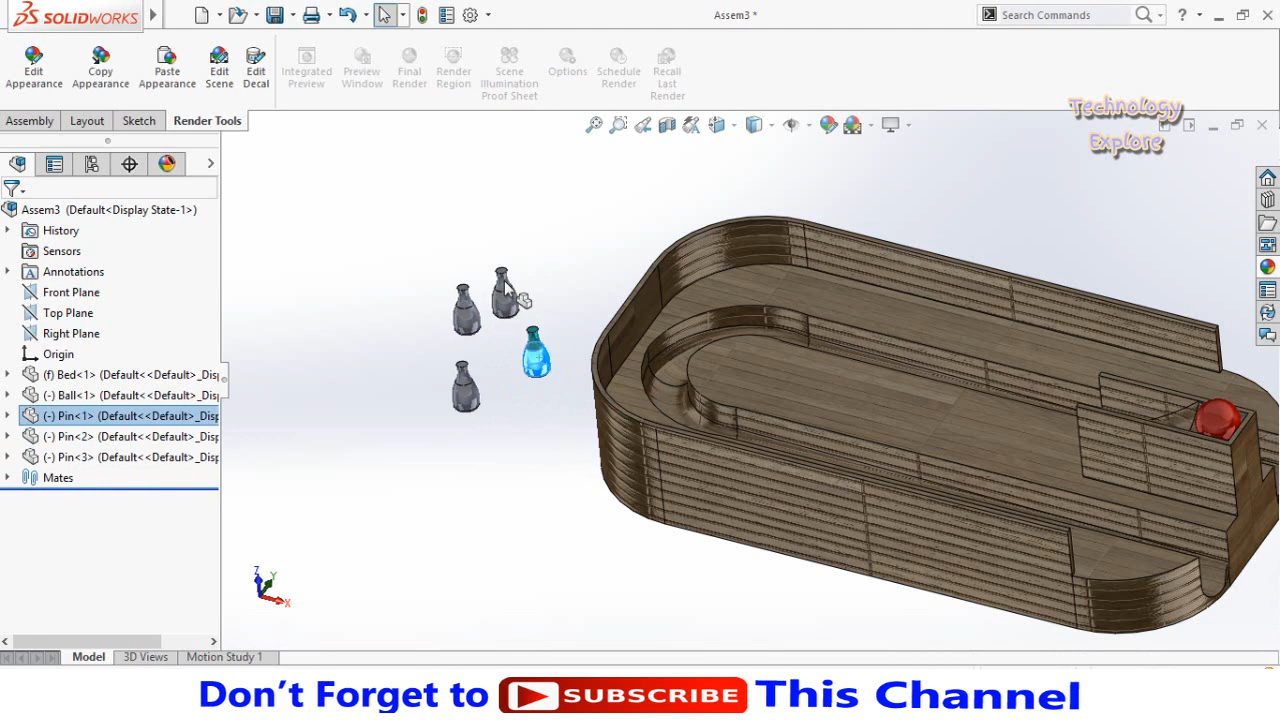 SOLIDWORKS
Assem3 *
Search Commands
?
Edit Appearance
Copy Appearance
Paste Appearance
Edit Scene
Edit Decal
Integrated Preview
Preview Window
Final Render
Render Region
Scene Illumination Proof Sheet
Options
Schedule Render
Recall Last Render
Assembly
Layout
Sketch
Render Tools
Technology
Explore
Assem3 (Default<Display State-1>)
History
Sensors
Annotations
Front Plane
Top Plane
Right Plane
Origin
(f) Bed<1> (Default<<Default>_Disp
(-) Ball<1> (Default<<Default>_Disp
(-) Pin<1> (Default<<Default>_Disp
(-) Pin<2> (Default<<Default>_Disp
(-) Pin<3> (Default<<Default>_Disp
Mates
Z
Y
X
Model
3D Views
Motion Study 1
Don't Forget to SUBSCRIBE This Channel